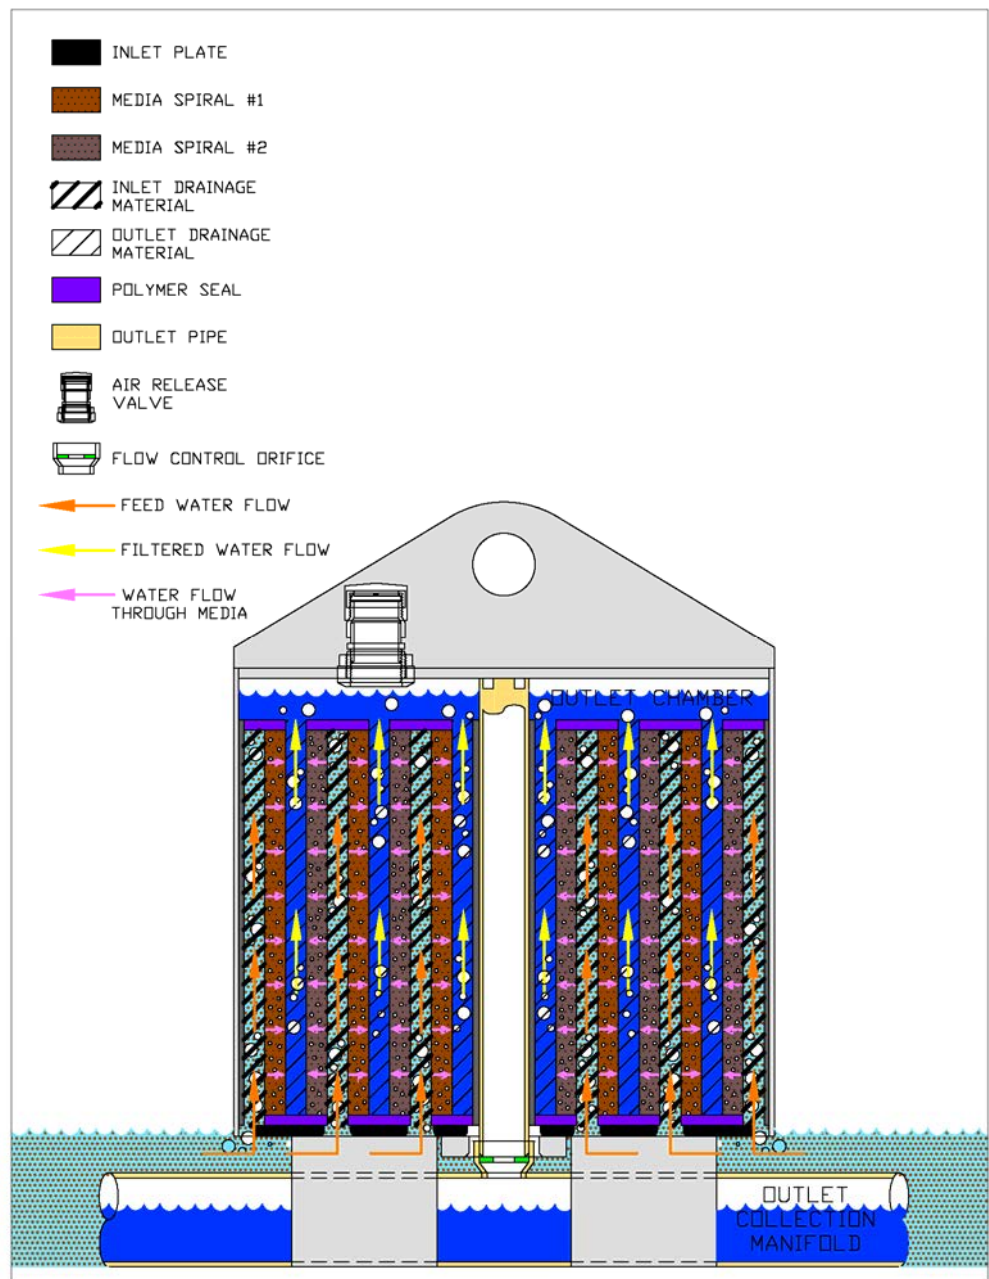 INLET PLATE
MEDIA SPIRAL #1
MEDIA SPIRAL #2
INLET DRAINAGE
MATERIAL
OUTLET DRAINAGE
MATERIAL
POLYMER SEAL
OUTLET PIPE
AIR RELEASE
VALVE
FLOW CONTROL ORIFICE
FEED WATER FLOW
FILTERED WATER FLOW
WATER FLOW
THROUGH MEDIA
OUTLET CHAMBER
OUTLET
COLLECTION
MANIFOLD